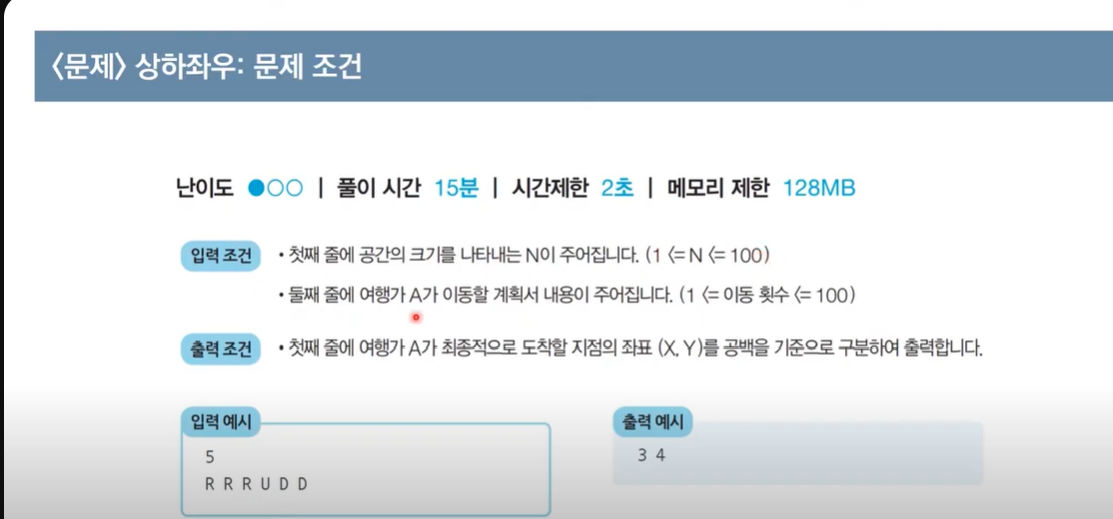 〈문제〉 상하좌우: 문제 조건
난이도 ●○○ | 풀이 시간 15분 | 시간제한 2초 | 메모리 제한 128MB
입력 조건 • 첫째 줄에 공간의 크기를 나타내는 N이 주어집니다. (1 <= N <= 100)
• 둘째 줄에 여행가 A가 이동할 계획서 내용이 주어집니다. (1 <= 이동 횟수 <= 100)
출력 조건 • 첫째 줄에 여행가 A가 최종적으로 도착할 지점의 좌표 (X, Y)를 공백을 기준으로 구분하여 출력합니다.
입력 예시
5
R R R U D D
출력 예시
3 4